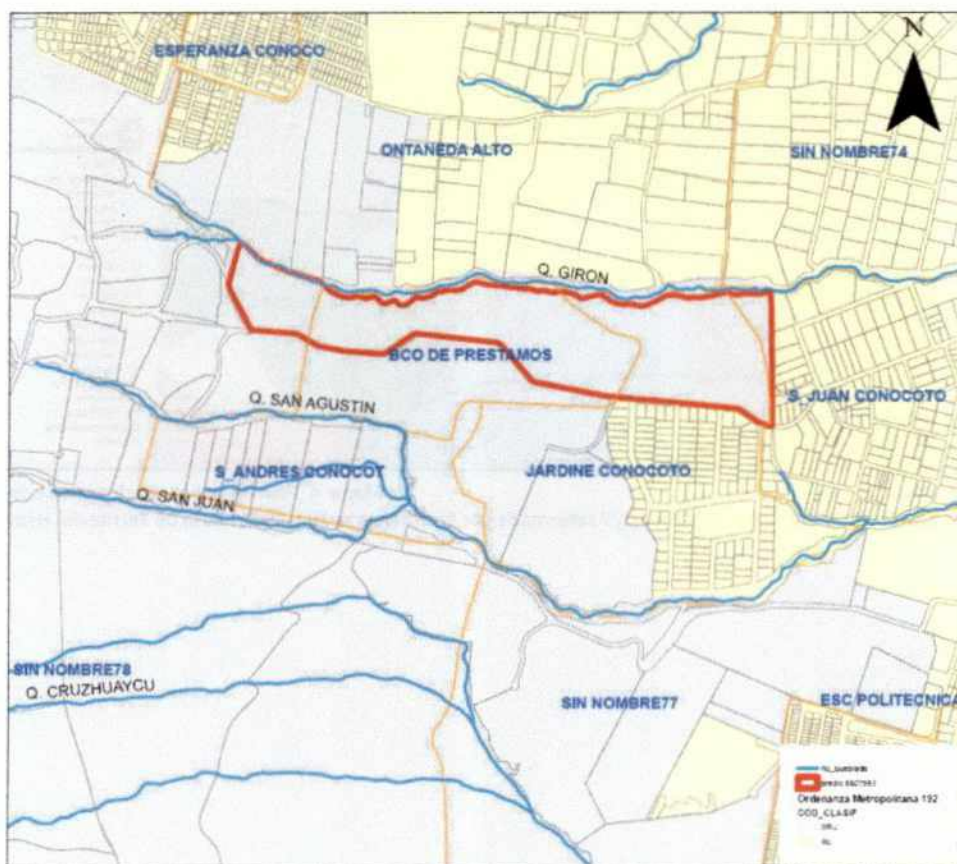 ESPERANZA CONOCO
N
ONTAÑEDA ALTO
SIN NOMBRE74
Q. GIRON
BCO DE PRESTAMOS
Q. SAN AGUSTIN
S. JUAN CONOCOTO
S_ANDRES CONOCOT
JARDINE CONOCOTO
Q. SAN JUAN
SIN NOMBRE78
Q. CRUZHUAYCU
SIN NOMBRE77
ESC POLITECNICA
Ordenanza Metropolitana 192